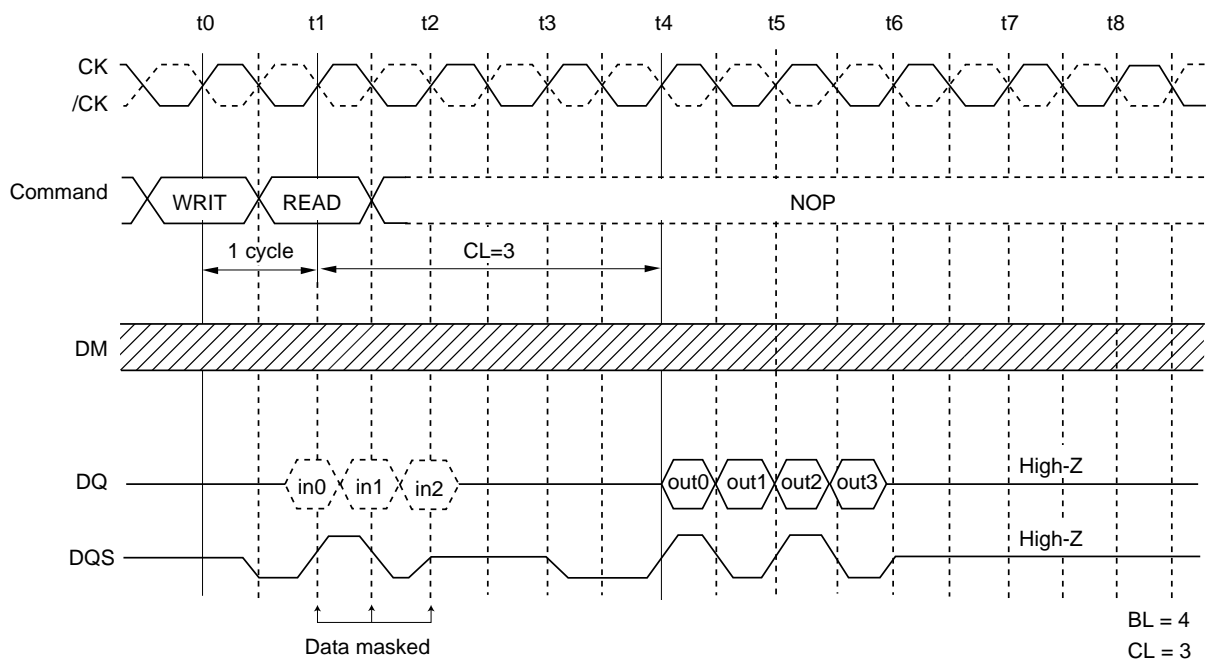 t0 t1 t2 t3 t4 t5 t6 t7 t8
CK
/CK
Command WRIT READ NOP
1 cycle CL=3
DM
DQ in0 in1 in2 out0 out1 out2 out3 High-Z
DQS High-Z
Data masked
BL = 4
CL = 3